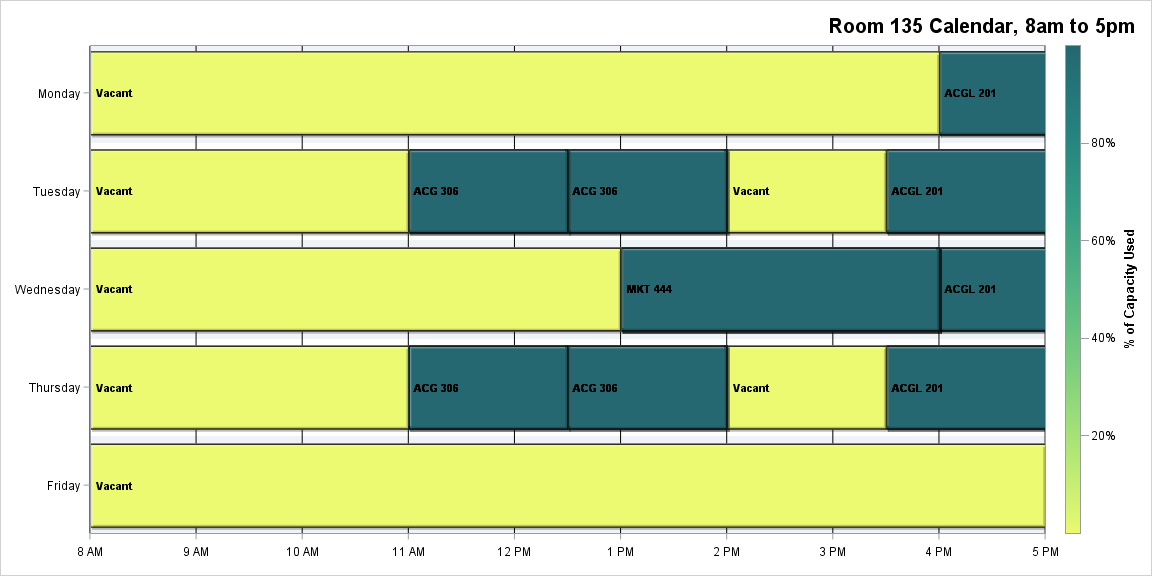 Room 135 Calendar, 8am to 5pm
Monday
Vacant
ACGL 201
Tuesday
Vacant
ACG 306
ACG 306
Vacant
ACGL 201
Wednesday
Vacant
MKT 444
ACGL 201
Thursday
Vacant
ACG 306
ACG 306
Vacant
ACGL 201
Friday
Vacant
8 AM 9 AM 10 AM 11 AM 12 PM 1 PM 2 PM 3 PM 4 PM 5 PM
80%
60%
40%
20%
% of Capacity Used